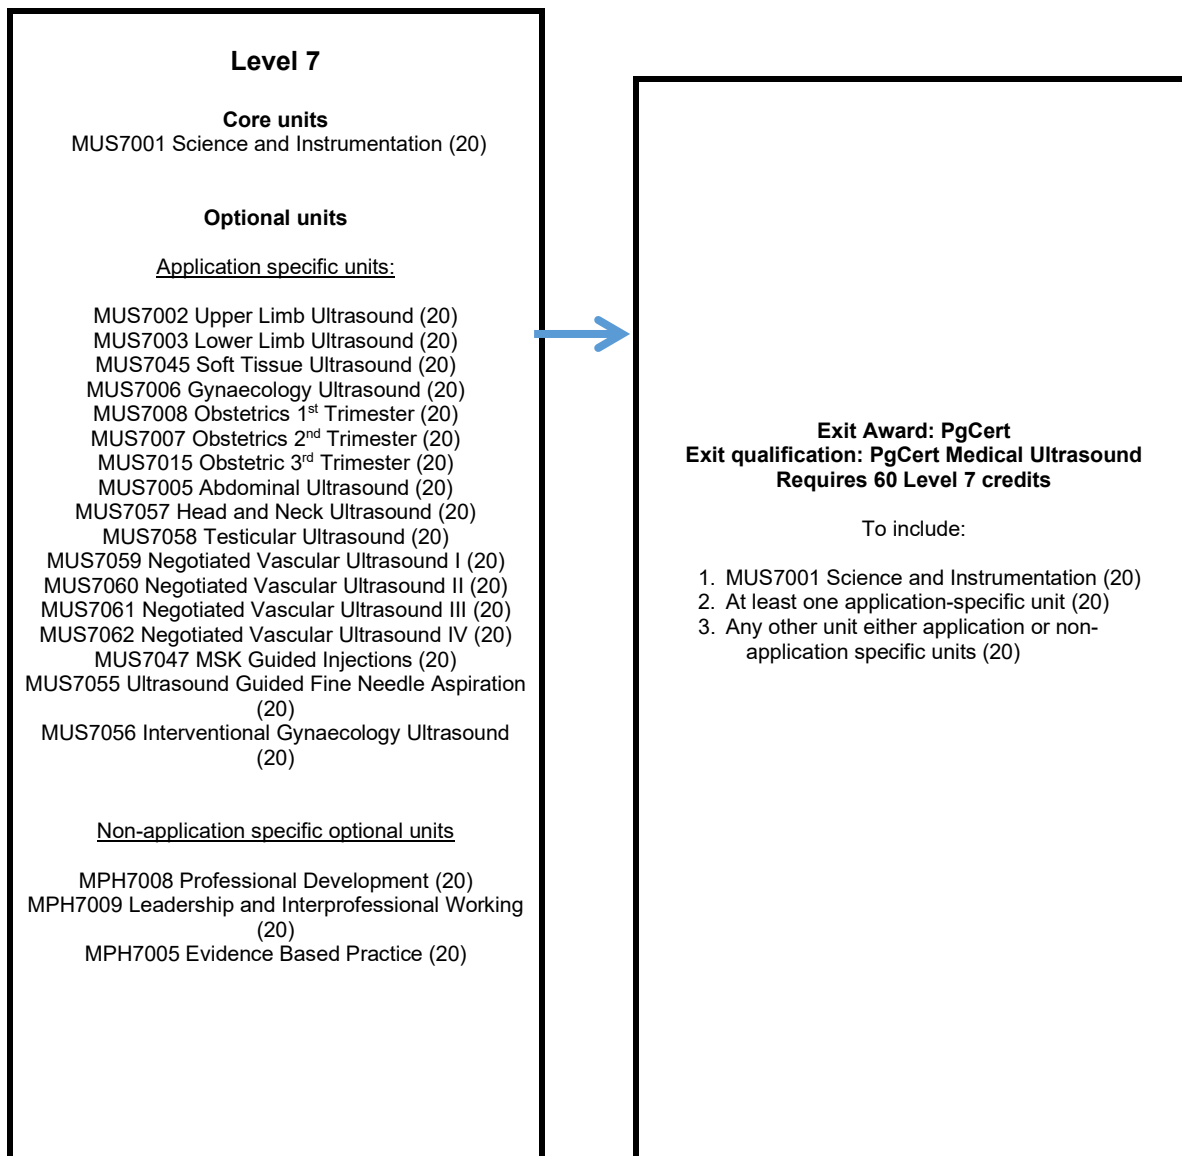 Level 7
Core units
MUS7001 Science and Instrumentation (20)
Optional units
Application specific units:
MUS7002 Upper Limb Ultrasound (20)
MUS7003 Lower Limb Ultrasound (20)
MUS7045 Soft Tissue Ultrasound (20)
MUS7006 Gynaecology Ultrasound (20)
MUS7008 Obstetrics 1st Trimester (20)
MUS7007 Obstetrics 2nd Trimester (20)
MUS7015 Obstetric 3rd Trimester (20)
MUS7005 Abdominal Ultrasound (20)
MUS7057 Head and Neck Ultrasound (20)
MUS7058 Testicular Ultrasound (20)
MUS7059 Negotiated Vascular Ultrasound I (20)
MUS7060 Negotiated Vascular Ultrasound II (20)
MUS7061 Negotiated Vascular Ultrasound III (20)
MUS7062 Negotiated Vascular Ultrasound IV (20)
MUS7047 MSK Guided Injections (20)
MUS7055 Ultrasound Guided Fine Needle Aspiration
(20)
MUS7056 Interventional Gynaecology Ultrasound
(20)
Non-application specific optional units
MPH7008 Professional Development (20)
MPH7009 Leadership and Interprofessional Working
(20)
MPH7005 Evidence Based Practice (20)
Exit Award: PgCert
Exit qualification: PgCert Medical Ultrasound
Requires 60 Level 7 credits
To include:
1. MUS7001 Science and Instrumentation (20)
2. At least one application-specific unit (20)
3. Any other unit either application or non-
application specific units (20)